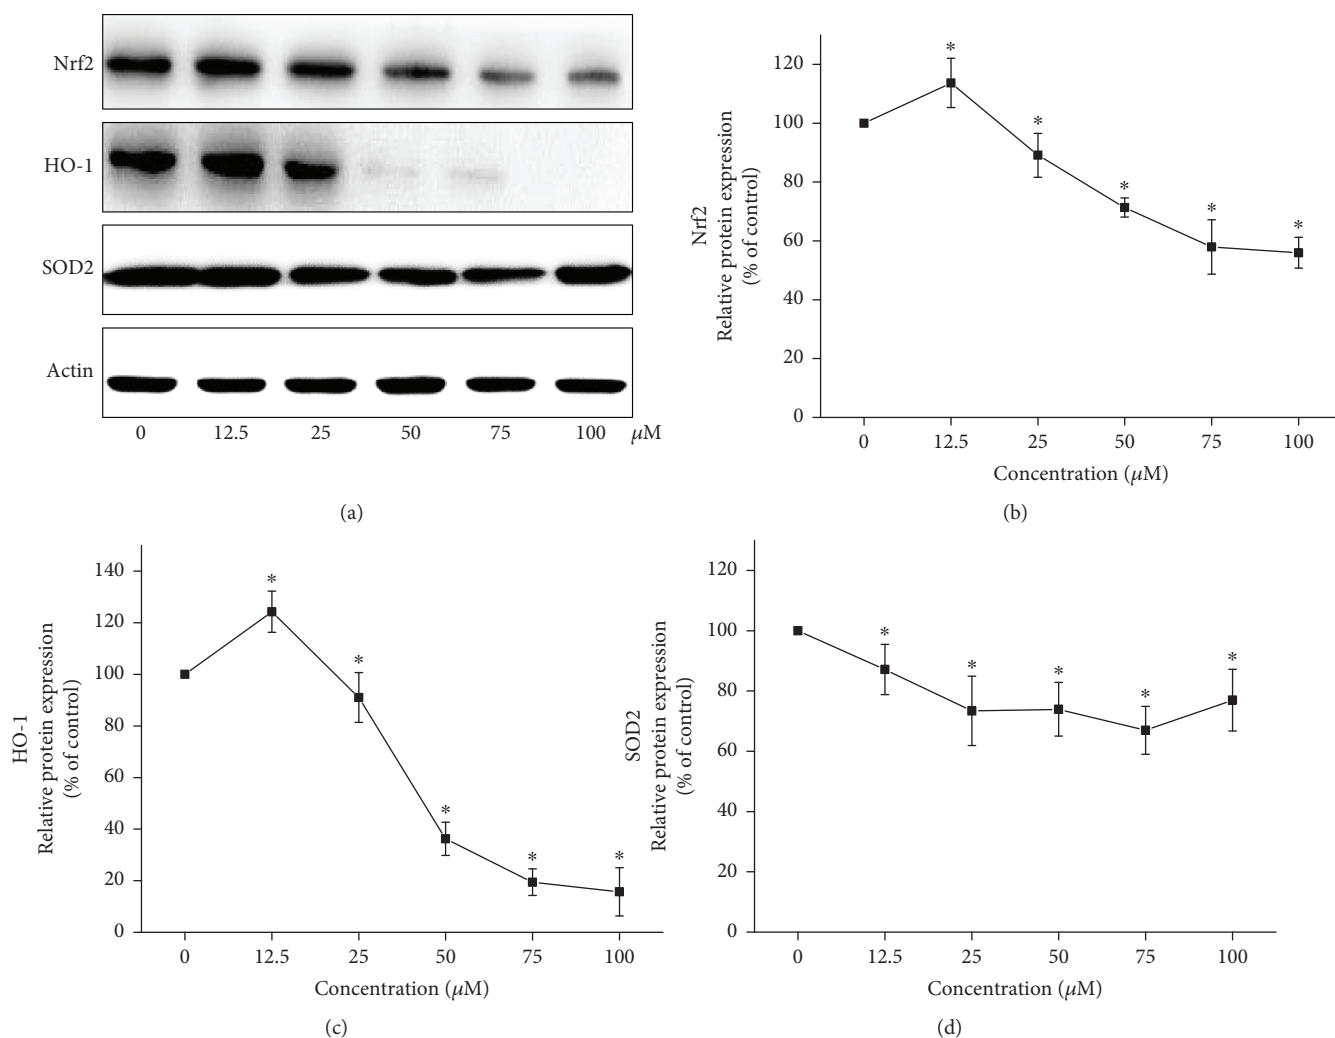 Nrf2
HO-1
SOD2
Actin
0 12.5 25 50 75 100 μM
(a)
Nrf2
Relative protein expression
(% of control)
120
100
80
60
40
20
0
* * * * *
0 12.5 25 50 75 100
Concentration (μM)
(b)
HO-1
Relative protein expression
(% of control)
140
120
100
80
60
40
20
0
* * * * *
0 12.5 25 50 75 100
Concentration (μM)
(c)
SOD2
Relative protein expression
(% of control)
120
100
80
60
40
20
0
* * * * *
0 12.5 25 50 75 100
Concentration (μM)
(d)